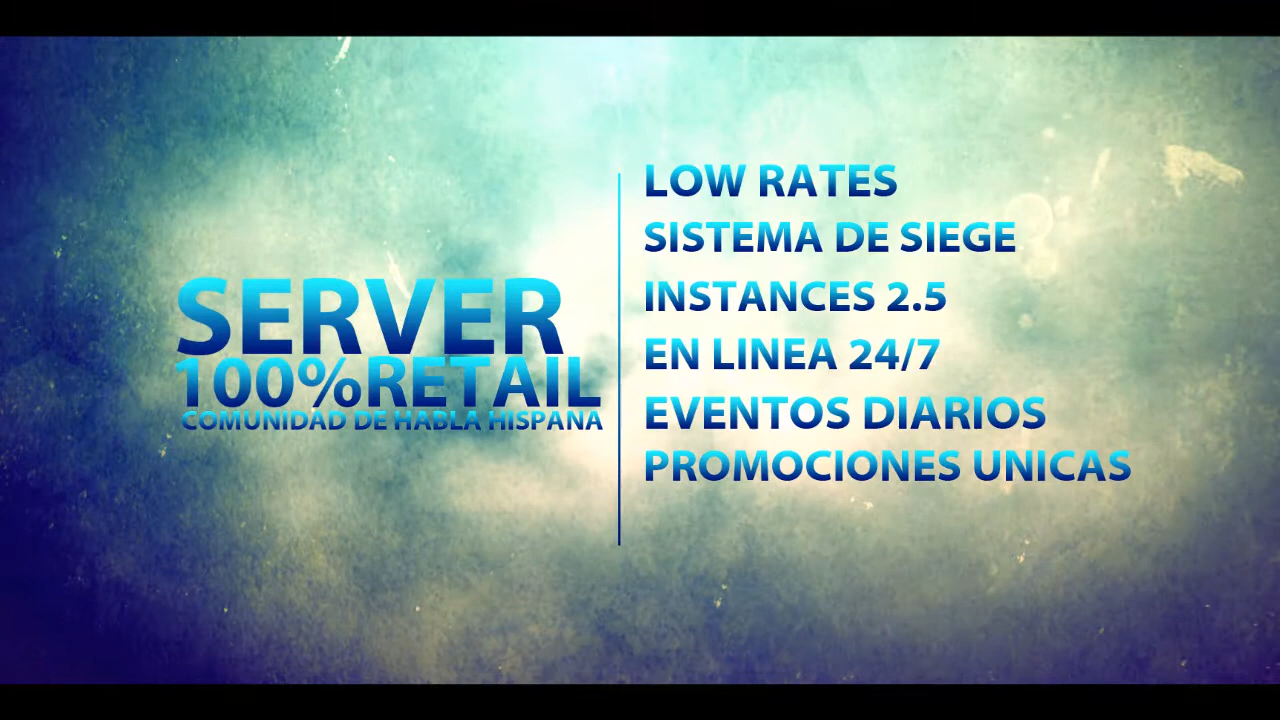 SERVER
100%RETAIL
COMUNIDAD DE HABLA HISPANA
LOW RATES
SISTEMA DE SIEGE
INSTANCES 2.5
EN LINEA 24/7
EVENTOS DIARIOS
PROMOCIONES UNICAS